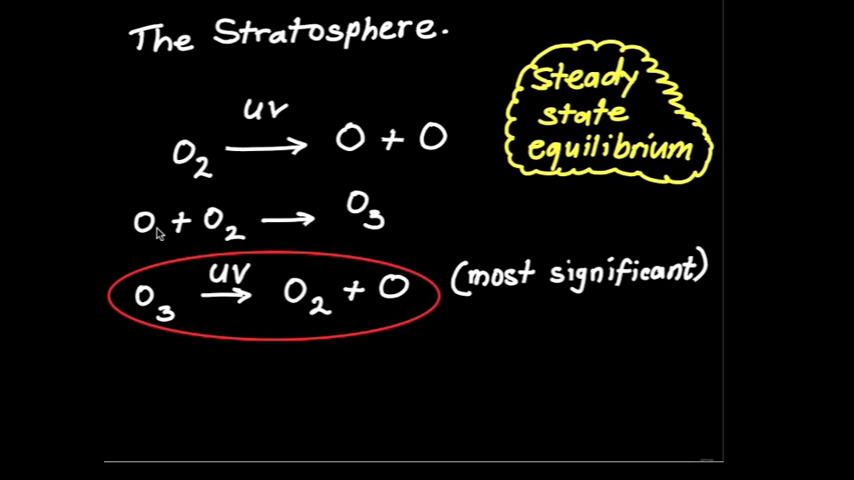 The Stratosphere.
steady
state
equilibrium
uv
O₂ → O + O
O + O₂ → O₃
uv
O₃ → O₂ + O (most significant)